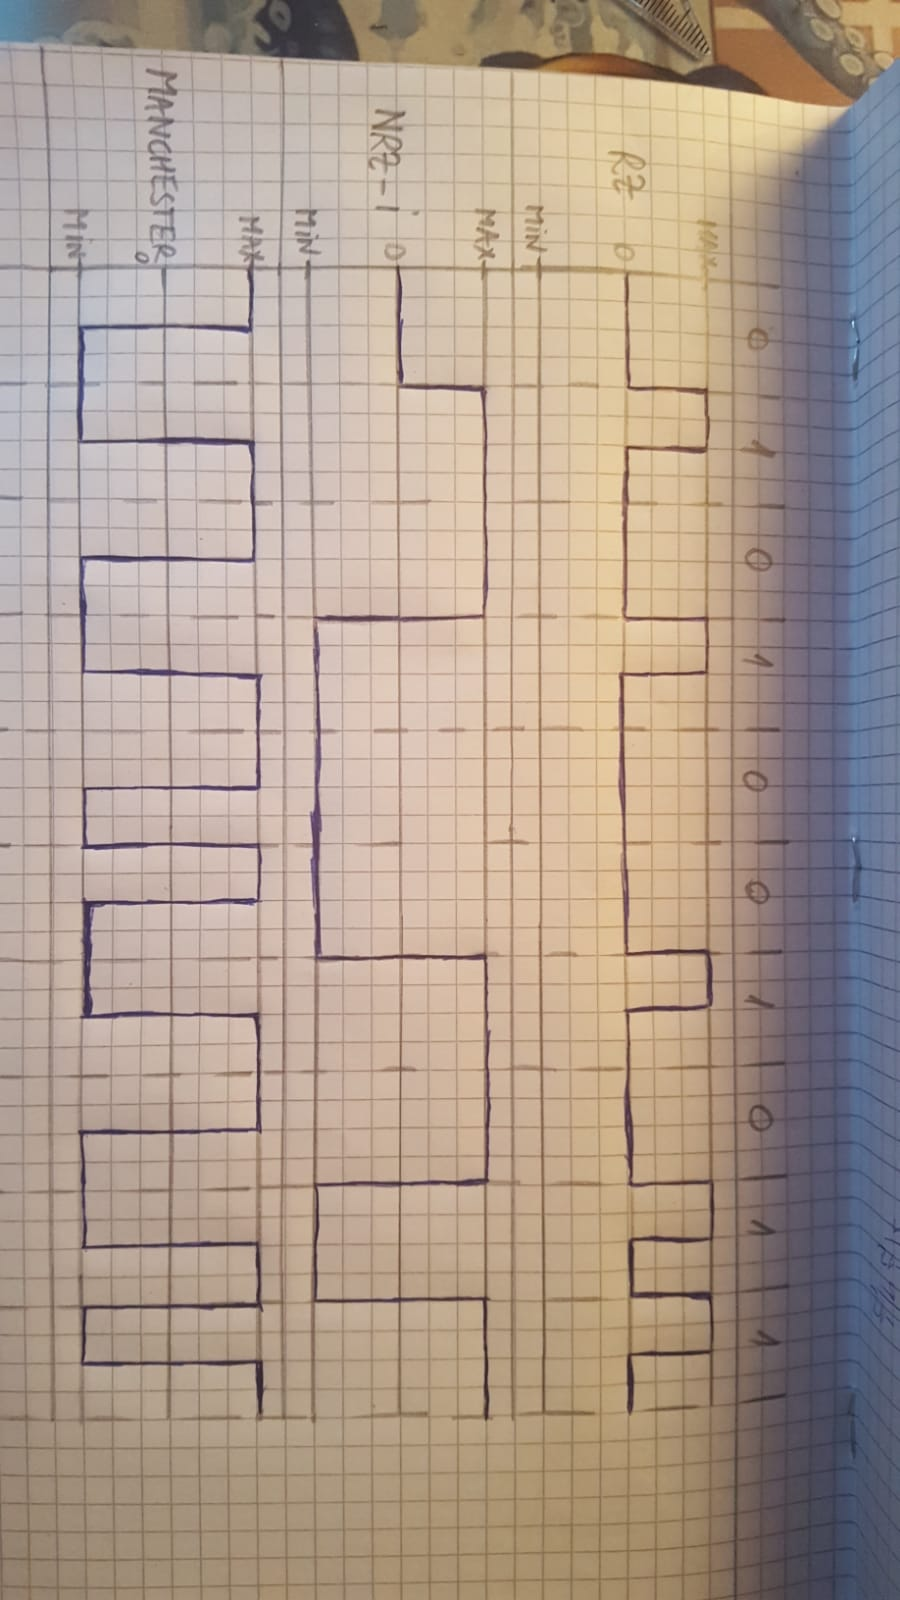 0 1 0 1 0 0 1 0 1 1
MAX
RZ 0
MiN
MAX
NRZ-i 0
MiN
MAX
MANCHESTER 0
MiN